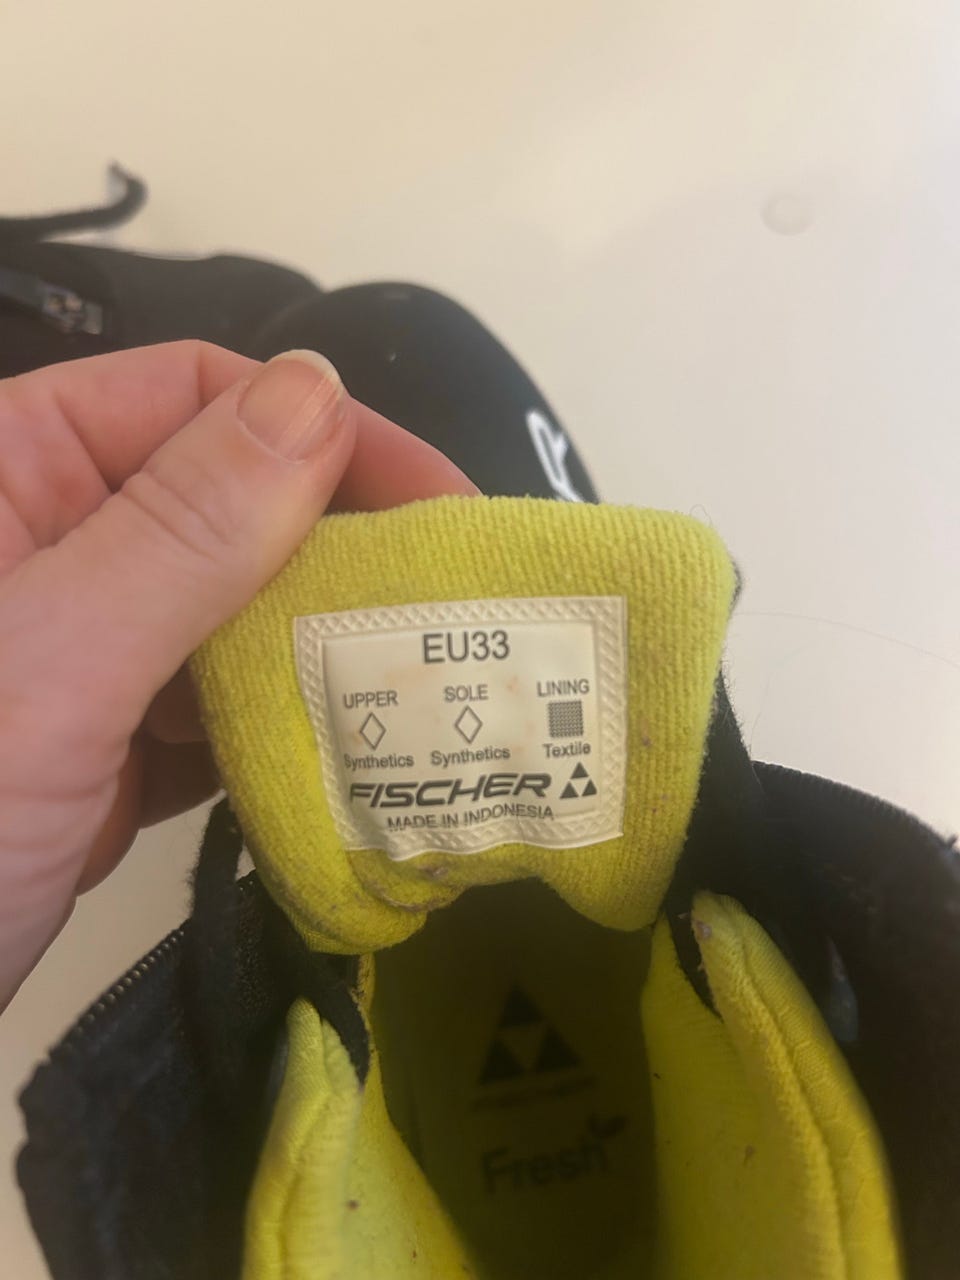 EU33
UPPER SOLE LINING
Synthetics Synthetics Textile
FISCHER
MADE IN INDONESIA
Fresh